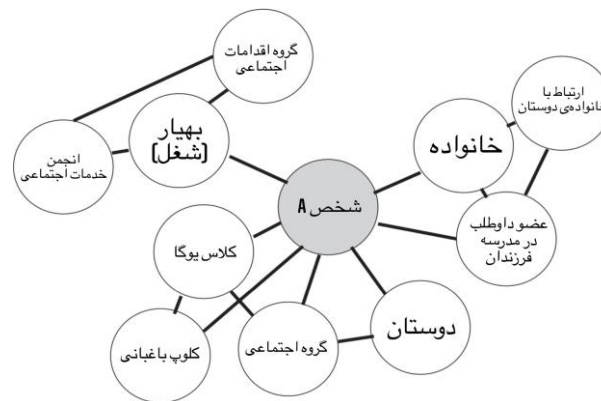 گروه اقدامات
اجتماعی
ارتباط با
خانواده‌ی دوستان
بهیار
(شغل)
خانواده
انجمن
خدمات اجتماعی
شخص A
عضو داوطلب
در مدرسه
فرزندان
کلاس یوگا
دوستان
گروه اجتماعی
کلوپ باغبانی